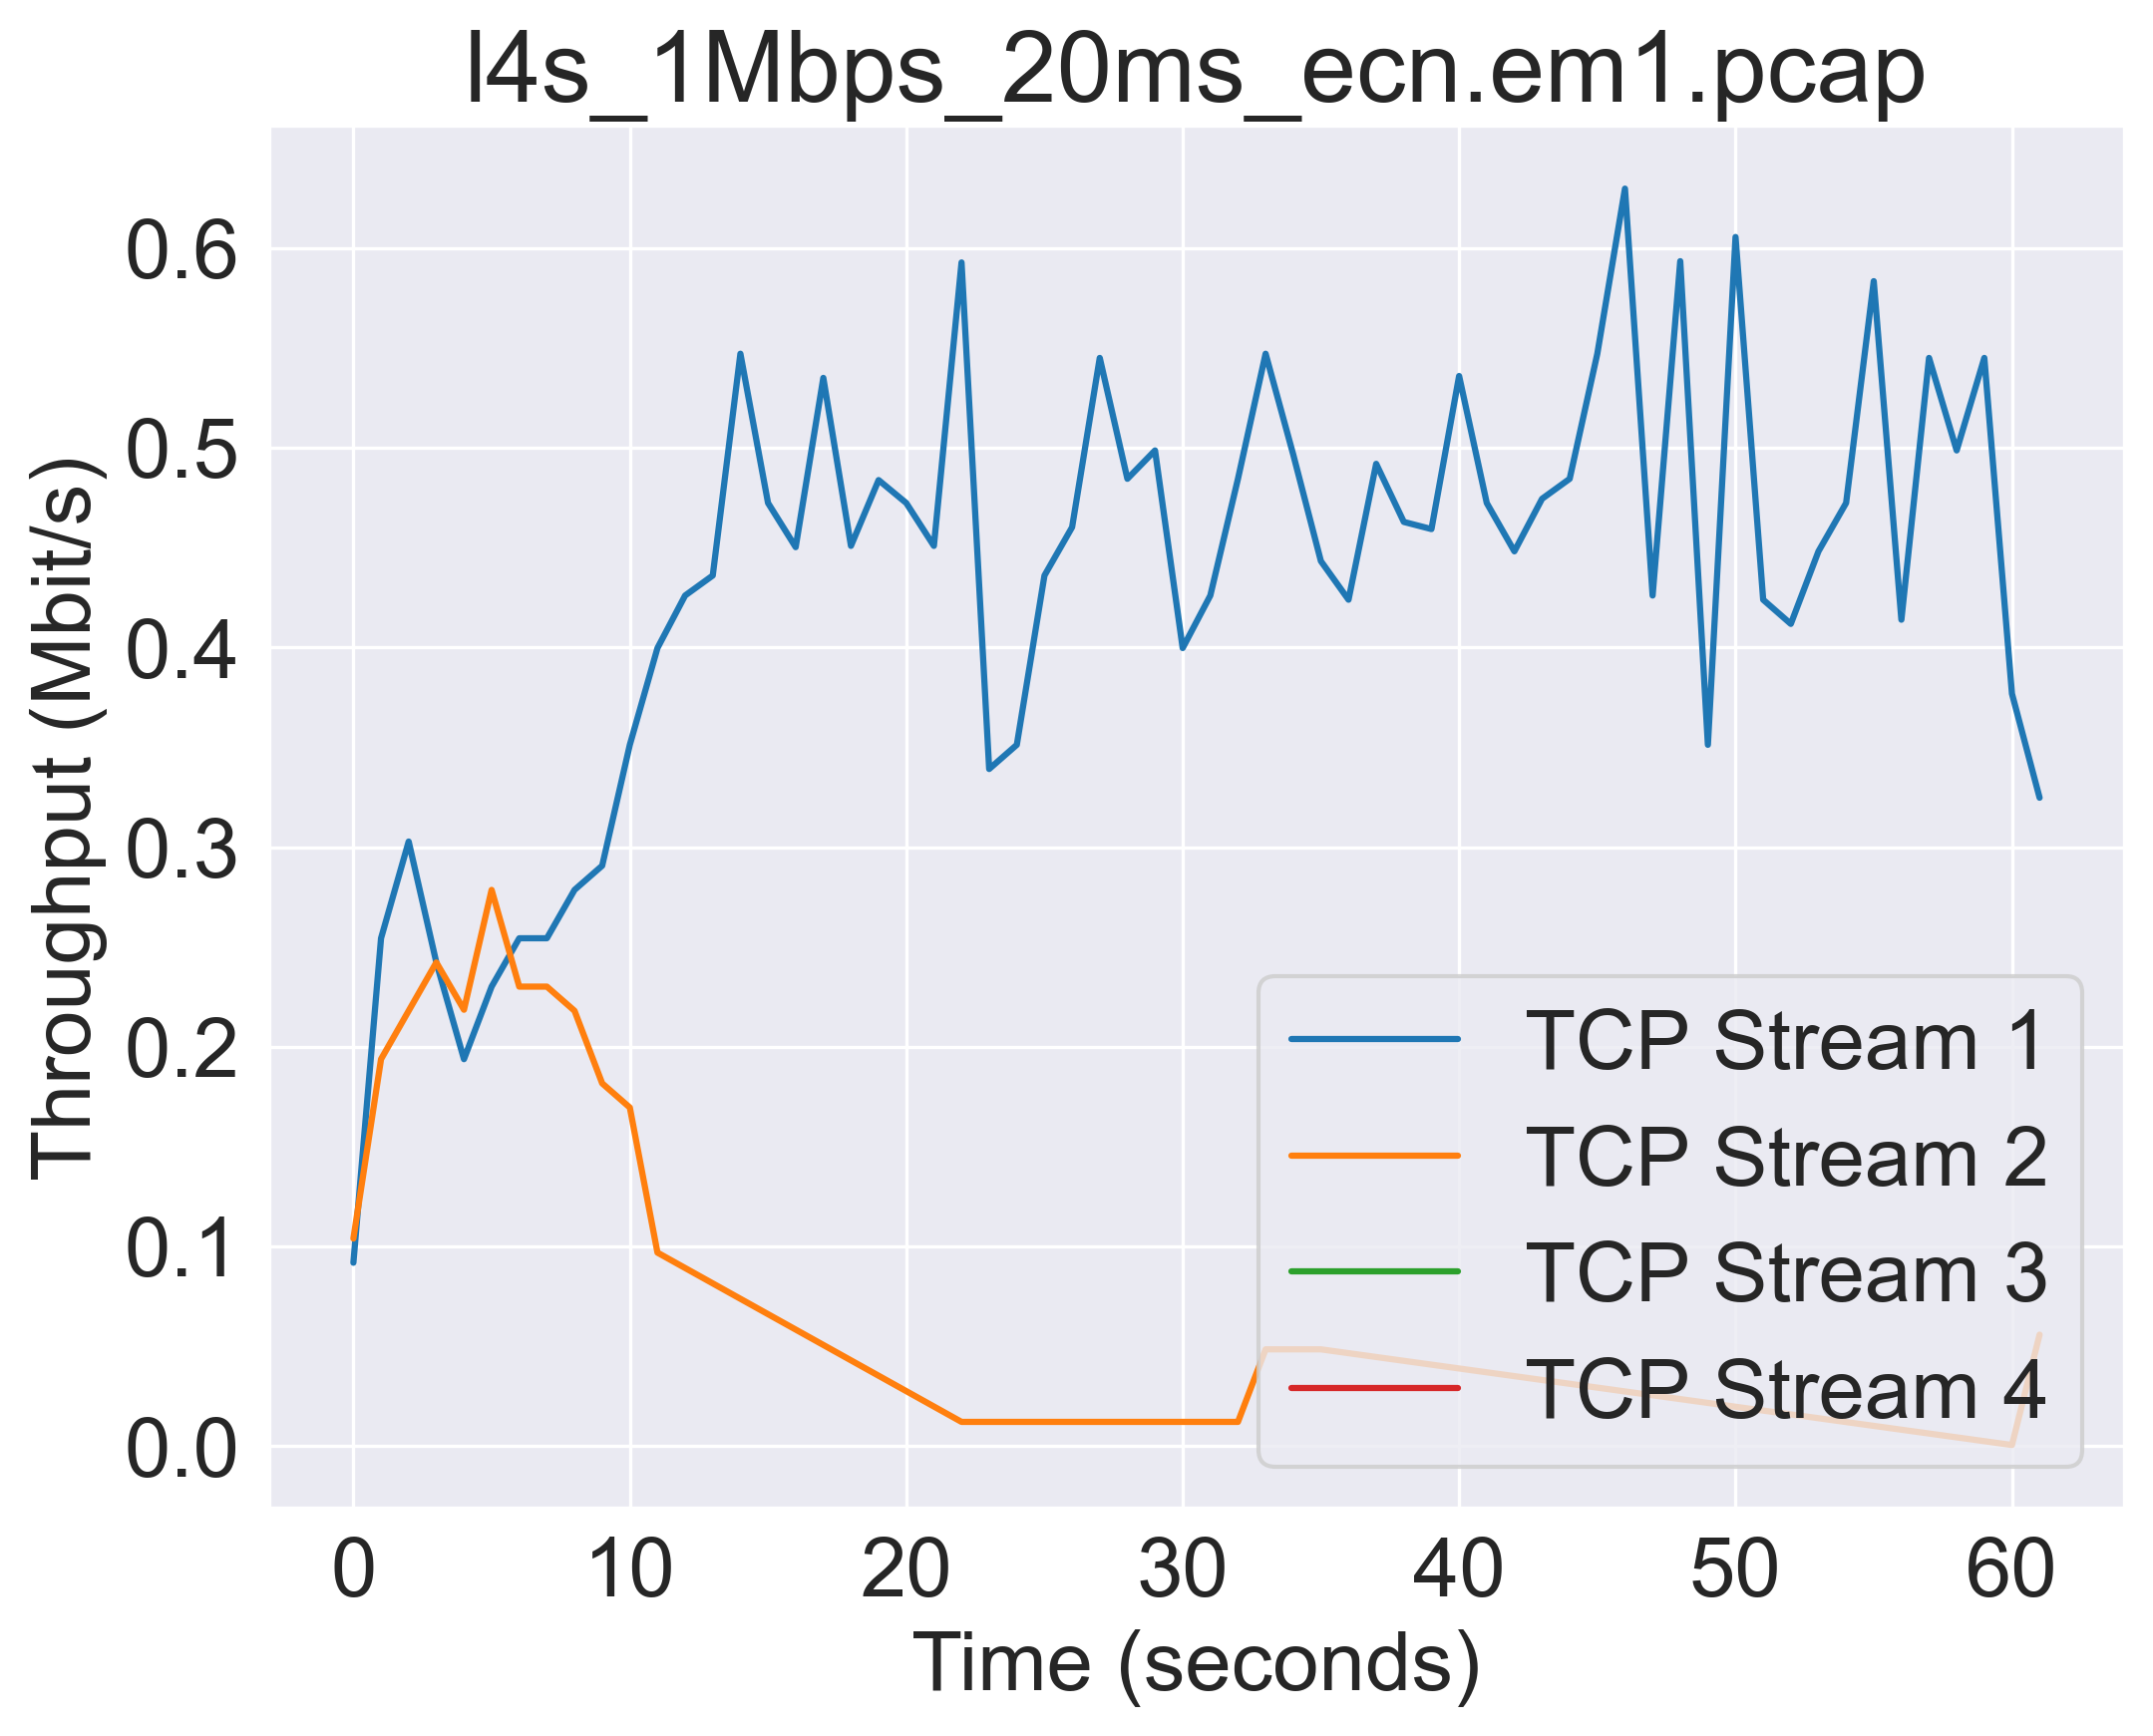 l4s_1Mbps_20ms_ecn.em1.pcap
Throughput (Mbit/s)
0.6
0.5
0.4
0.3
0.2
0.1
0.0
TCP Stream 1
TCP Stream 2
TCP Stream 3
TCP Stream 4
0 10 20 30 40 50 60
Time (seconds)